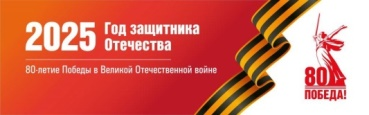 2025 Год защитника
Отечества
80-летие Победы в Великой Отечественной войне
80
ПОБЕДА!